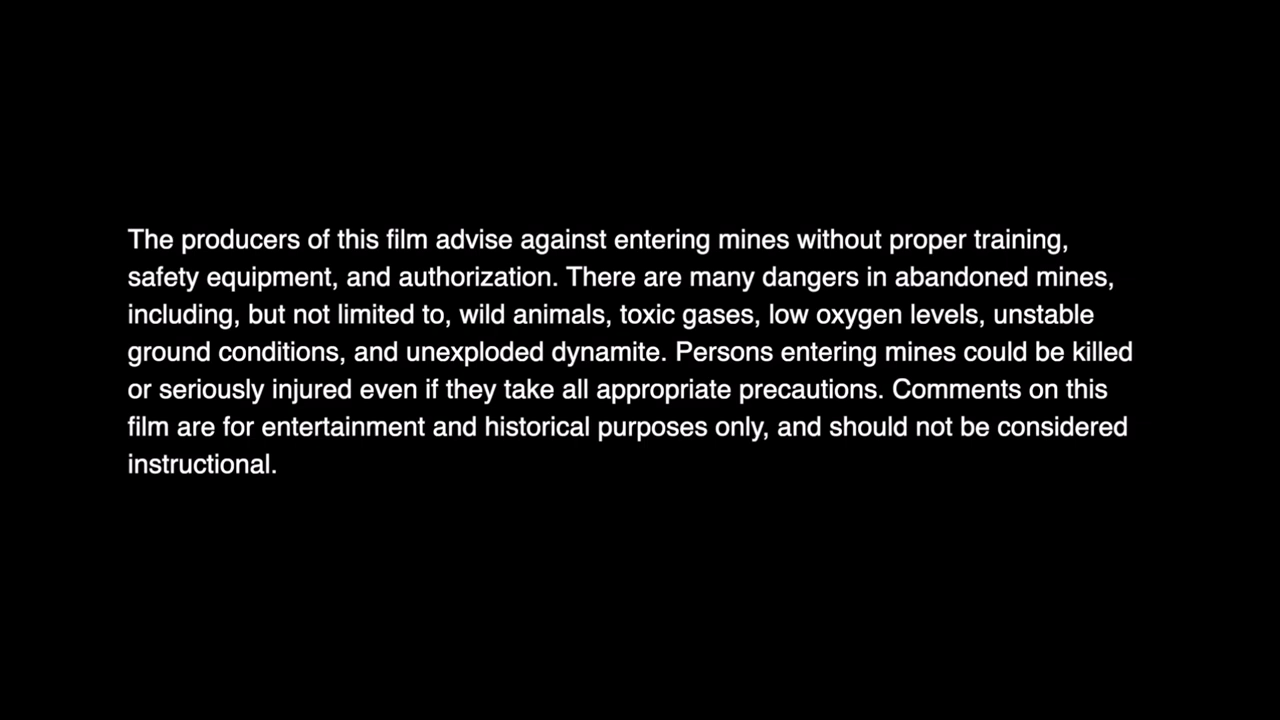 The producers of this film advise against entering mines without proper training,
safety equipment, and authorization. There are many dangers in abandoned mines,
including, but not limited to, wild animals, toxic gases, low oxygen levels, unstable
ground conditions, and unexploded dynamite. Persons entering mines could be killed
or seriously injured even if they take all appropriate precautions. Comments on this
film are for entertainment and historical purposes only, and should not be considered
instructional.